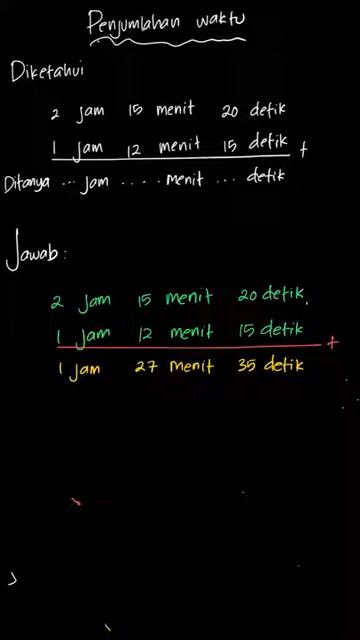 Penjumlahan waktu
Diketahui
2 jam 15 menit 20 detik
1 jam 12 menit 15 detik +
Ditanya ... jam .... menit ... detik
Jawab:
2 jam 15 menit 20 detik.
1 jam 12 menit 15 detik +
1 jam 27 menit 35 detik